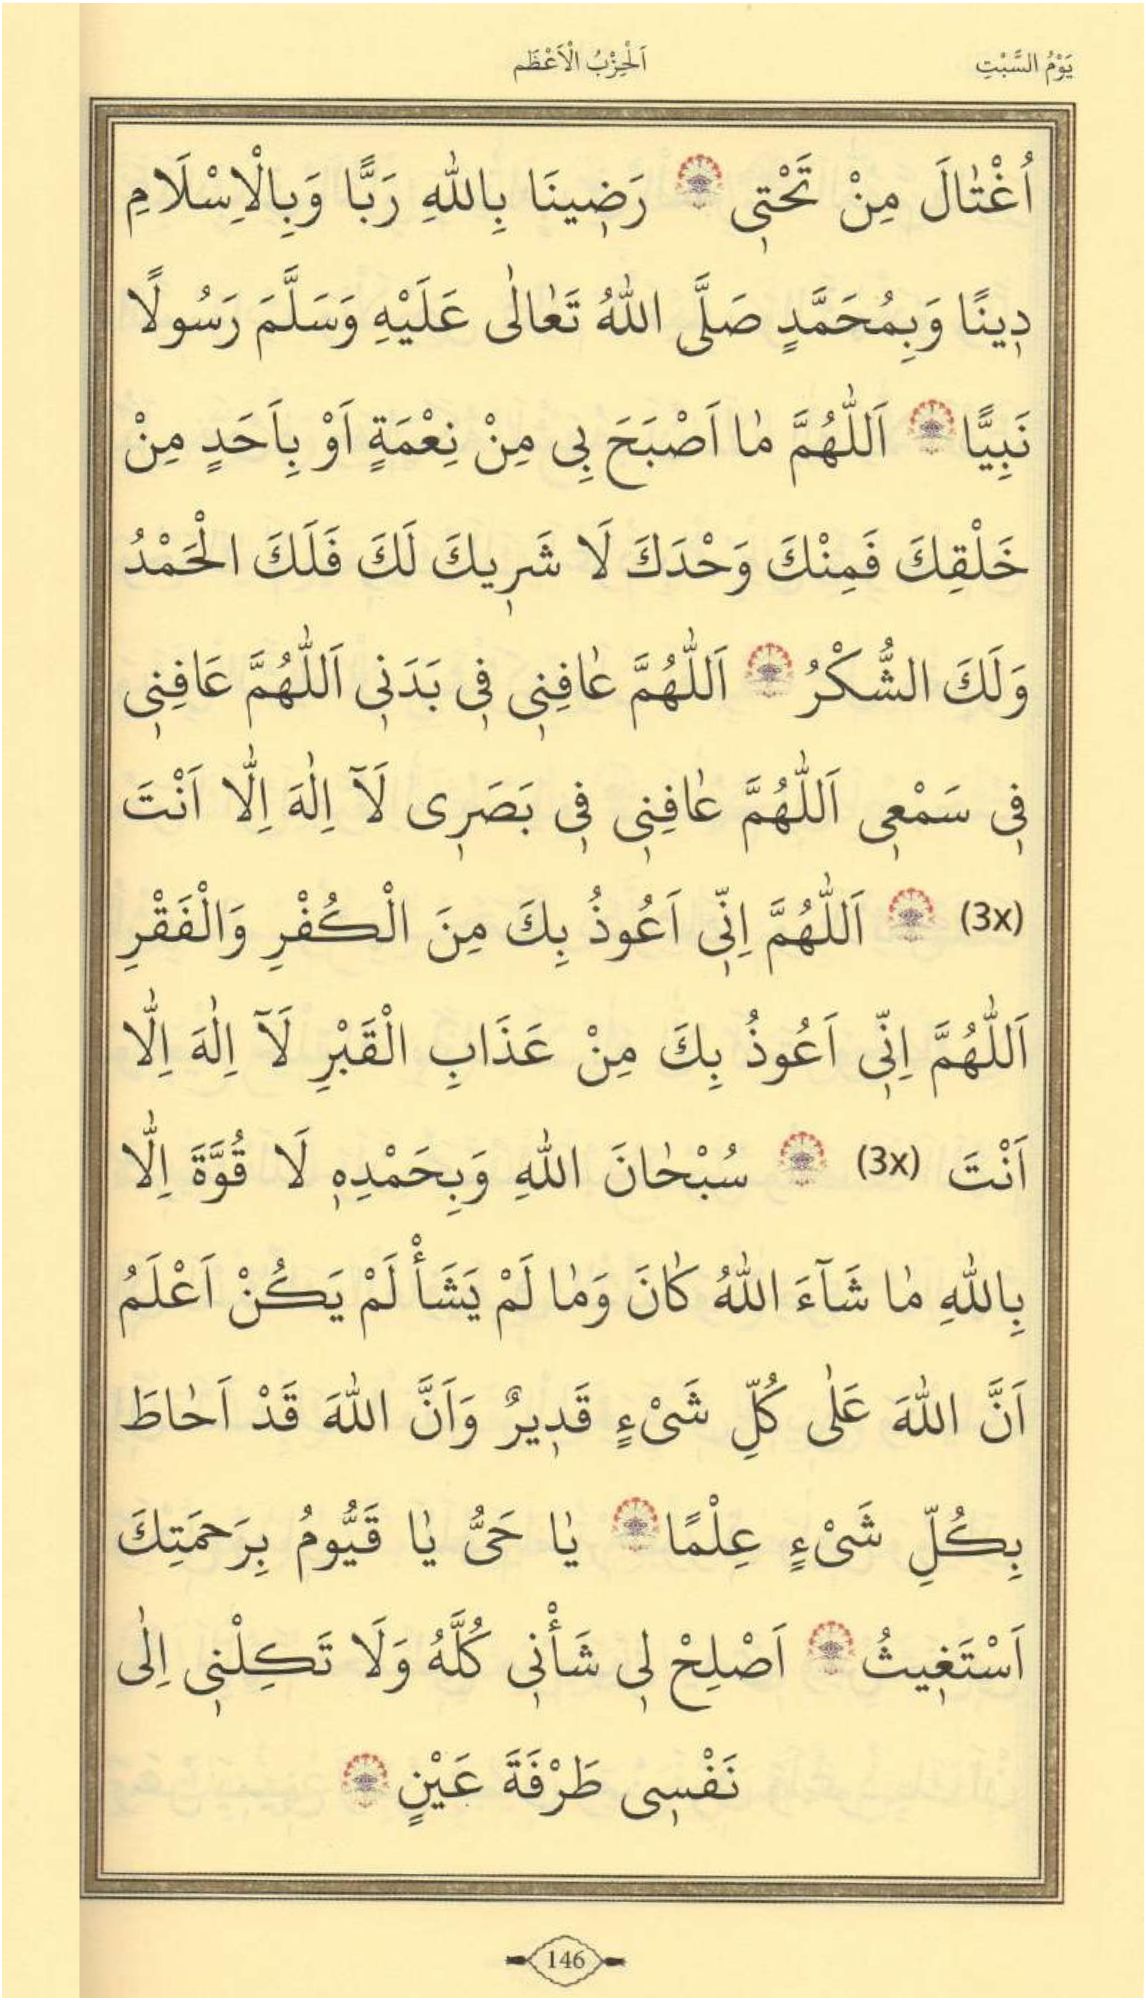 يَوْمُ السَّبْتِ
اَلْحِزْبُ الْاَعْظَم
اُغْتٰالَ مِنْ تَحْتٖى رَضٖينَا بِاللّٰهِ رَبًّا وَبِالْاِسْلَامِ
دٖينًا وَبِمُحَمَّدٍ صَلَّى اللّٰهُ تَعٰالٰى عَلَيْهِ وَسَلَّمَ رَسُولًا
نَبِيًّا اَللّٰهُمَّ مٰا اَصْبَحَ بٖى مِنْ نِعْمَةٍ اَوْ بِاَحَدٍ مِنْ
خَلْقِكَ فَمِنْكَ وَحْدَكَ لَا شَرٖيكَ لَكَ فَلَكَ الْحَمْدُ
وَلَكَ الشُّكْرُ اَللّٰهُمَّ عٰافِنٖى فٖى بَدَنٖى اَللّٰهُمَّ عَافِنٖى
فٖى سَمْعٖى اَللّٰهُمَّ عٰافِنٖى فٖى بَصَرٖى لَآ اِلٰهَ اِلَّا اَنْتَ
(3x) اَللّٰهُمَّ اِنّٖى اَعُوذُ بِكَ مِنَ الْكُفْرِ وَالْفَقْرِ
اَللّٰهُمَّ اِنّٖى اَعُوذُ بِكَ مِنْ عَذَابِ الْقَبْرِ لَآ اِلٰهَ اِلَّا
اَنْتَ (3x) سُبْحٰانَ اللّٰهِ وَبِحَمْدِهٖ لَا قُوَّةَ اِلَّا
بِاللّٰهِ مٰا شَآءَ اللّٰهُ كٰانَ وَمٰا لَمْ يَشَأْ لَمْ يَكُنْ اَعْلَمُ
اَنَّ اللّٰهَ عَلٰى كُلِّ شَىْءٍ قَدٖيرٌ وَاَنَّ اللّٰهَ قَدْ اَحٰاطَ
بِكُلِّ شَىْءٍ عِلْمًا يٰا حَىُّ يٰا قَيُّومُ بِرَحْمَتِكَ
اَسْتَغٖيثُ اَصْلِحْ لٖى شَأْنٖى كُلَّهُ وَلَا تَكِلْنٖى اِلٰى
نَفْسٖى طَرْفَةَ عَيْنٍ
146